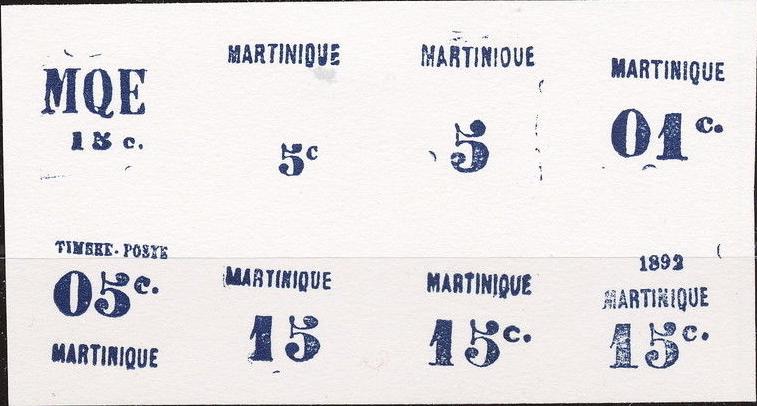 MQE
15 c.
MARTINIQUE
5c
MARTINIQUE
5
MARTINIQUE
01c.
TIMBRE-POSTE
05c.
MARTINIQUE
MARTINIQUE
15
MARTINIQUE
15c.
1892
MARTINIQUE
15c.